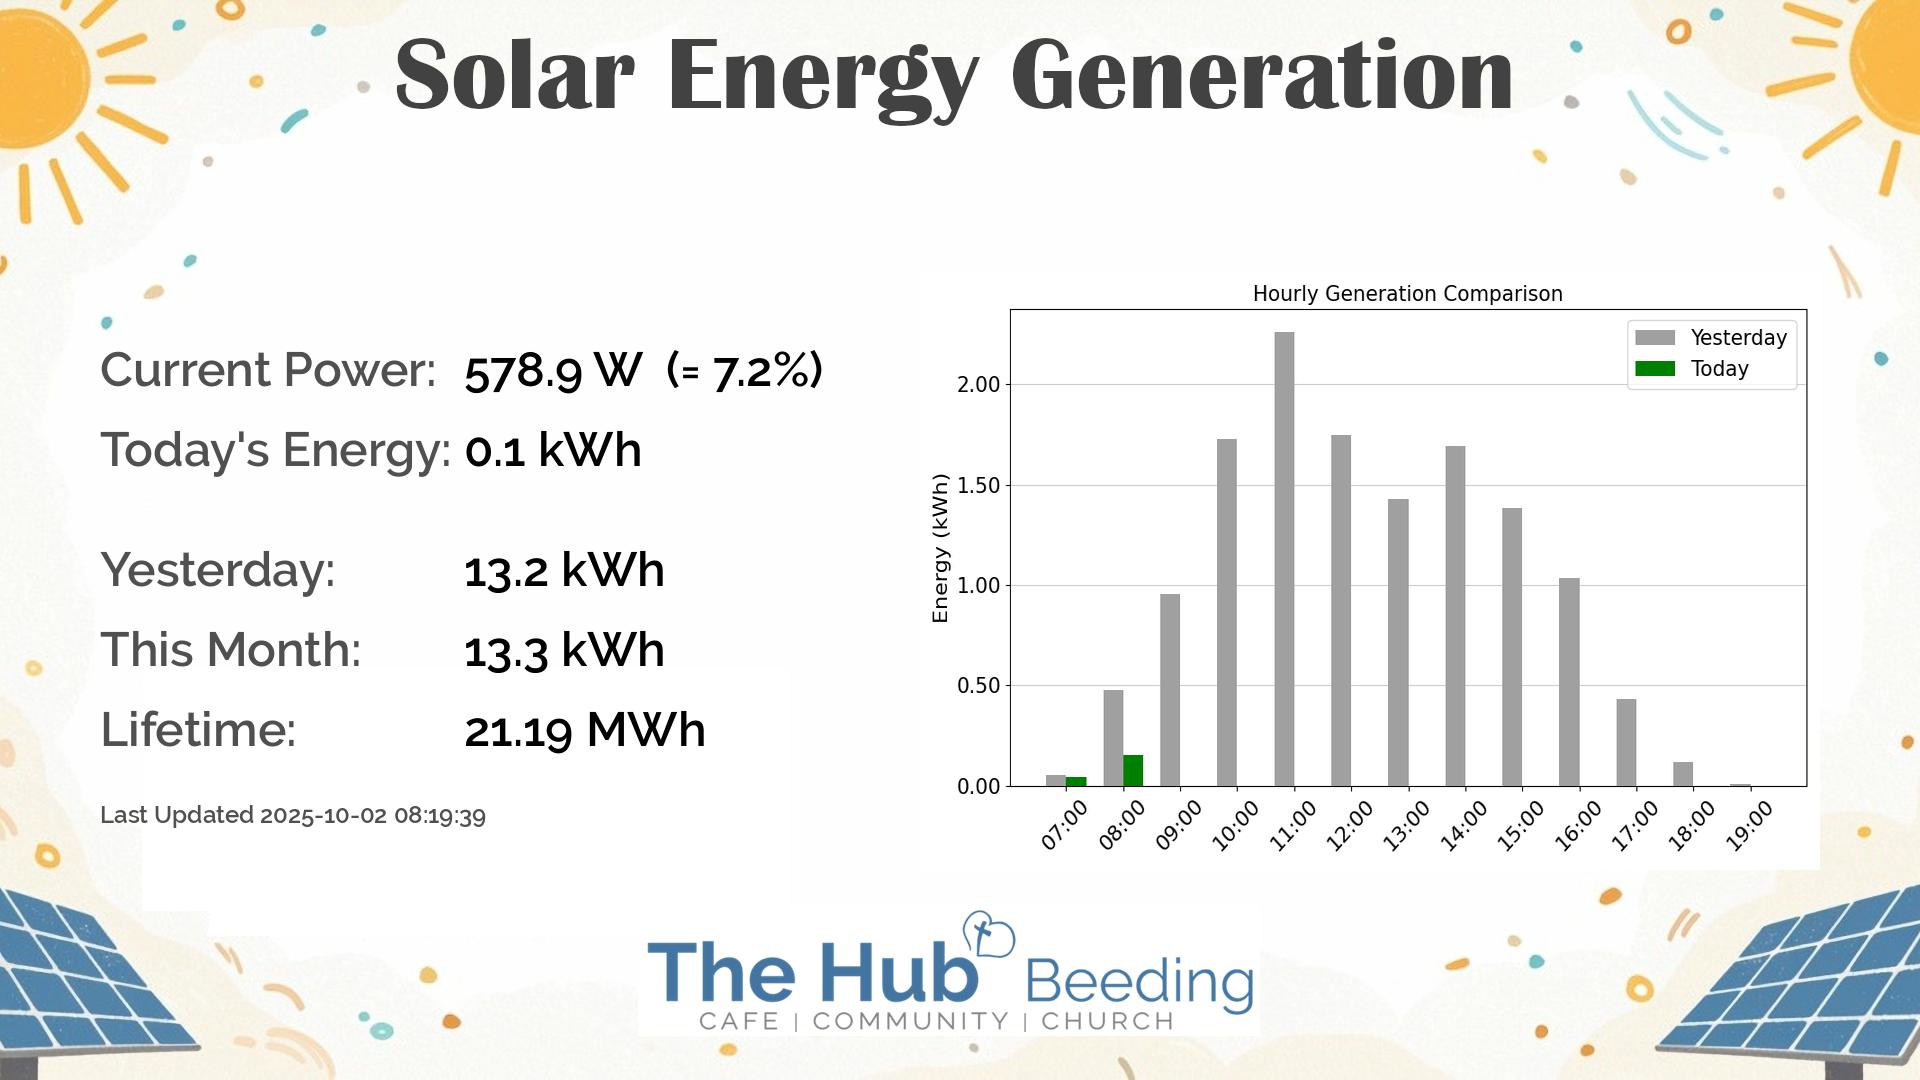 Solar Energy Generation
Current Power: 578.9 W (= 7.2%)
Today's Energy: 0.1 kWh
Yesterday: 13.2 kWh
This Month: 13.3 kWh
Lifetime: 21.19 MWh
Last Updated 2025-10-02 08:19:39
Hourly Generation Comparison
Yesterday
Today
Energy (kWh)
2.00
1.50
1.00
0.50
0.00
07:00 08:00 09:00 10:00 11:00 12:00 13:00 14:00 15:00 16:00 17:00 18:00 19:00
The Hub Beeding
CAFE | COMMUNITY | CHURCH